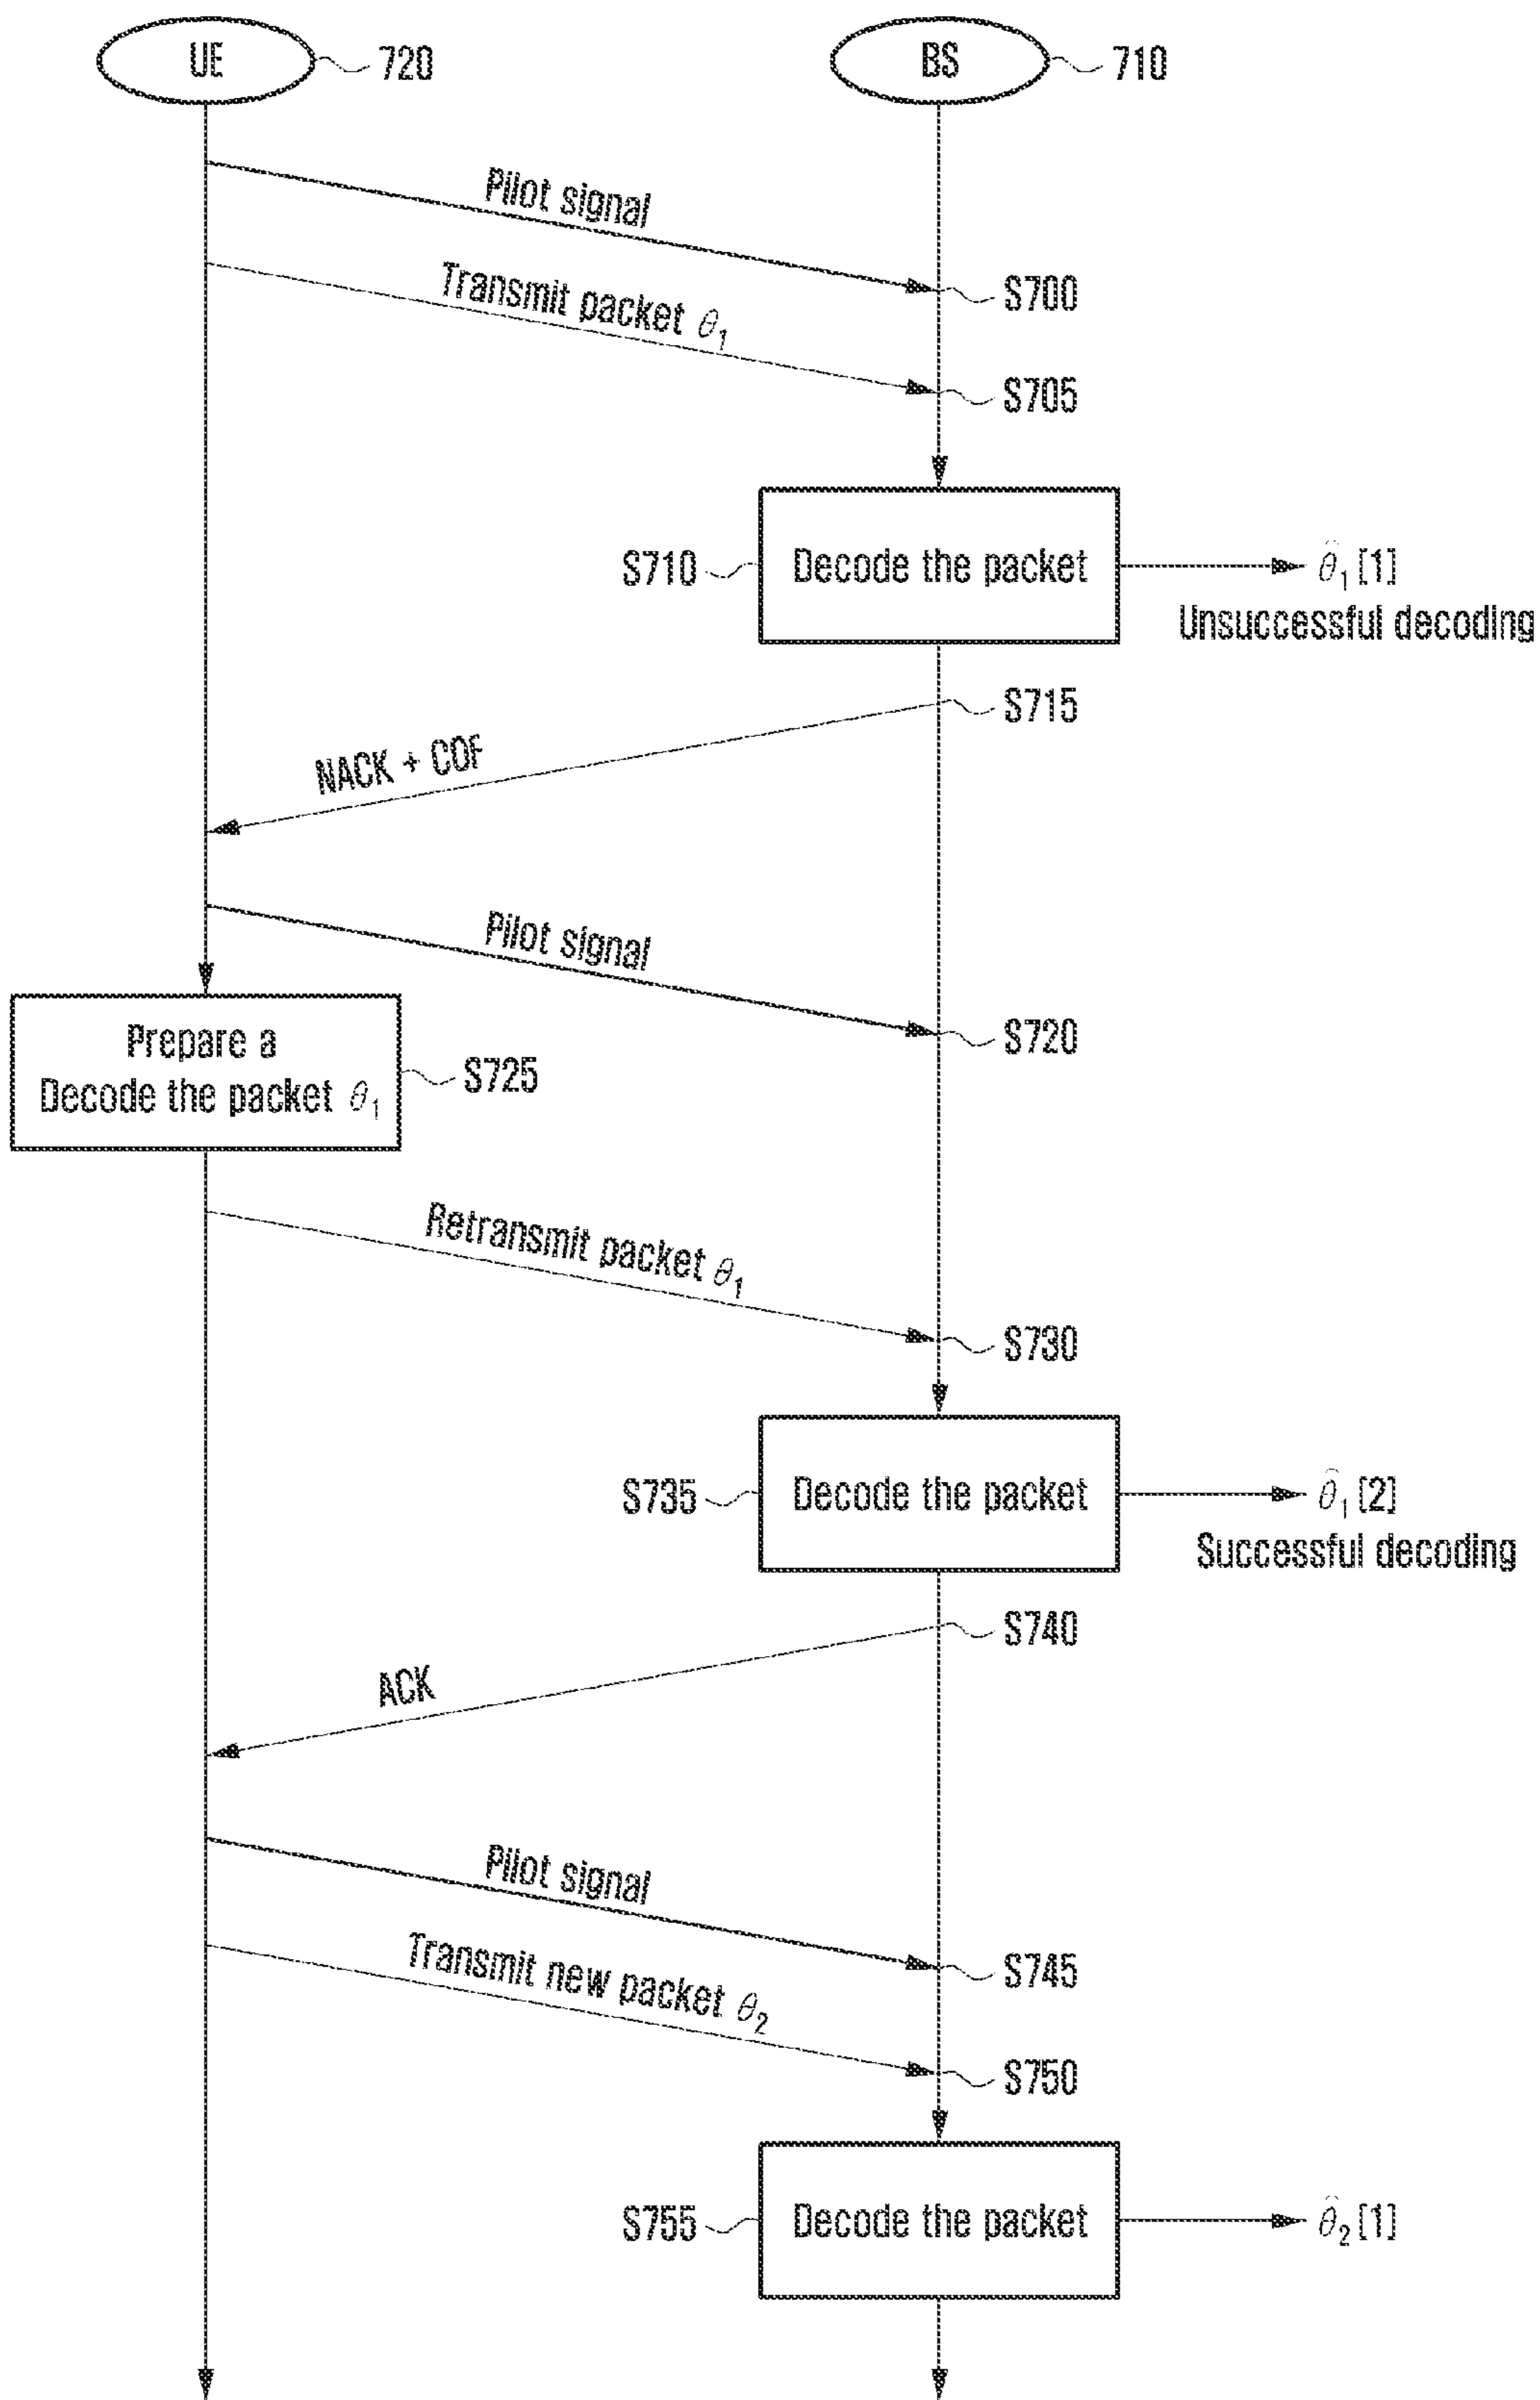 UE
720
BS
710
Pilot signal
S700
Transmit packet θ₁
S705
S710
Decode the packet
θ̂₁ [1]
Unsuccessful decoding
S715
NACK + COF
Pilot signal
S720
Prepare a
Decode the packet θ₁
S725
Retransmit packet θ₁
S730
S735
Decode the packet
θ̂₁ [2]
Successful decoding
S740
ACK
Pilot signal
S745
Transmit new packet θ₂
S750
S755
Decode the packet
θ̂₂ [1]